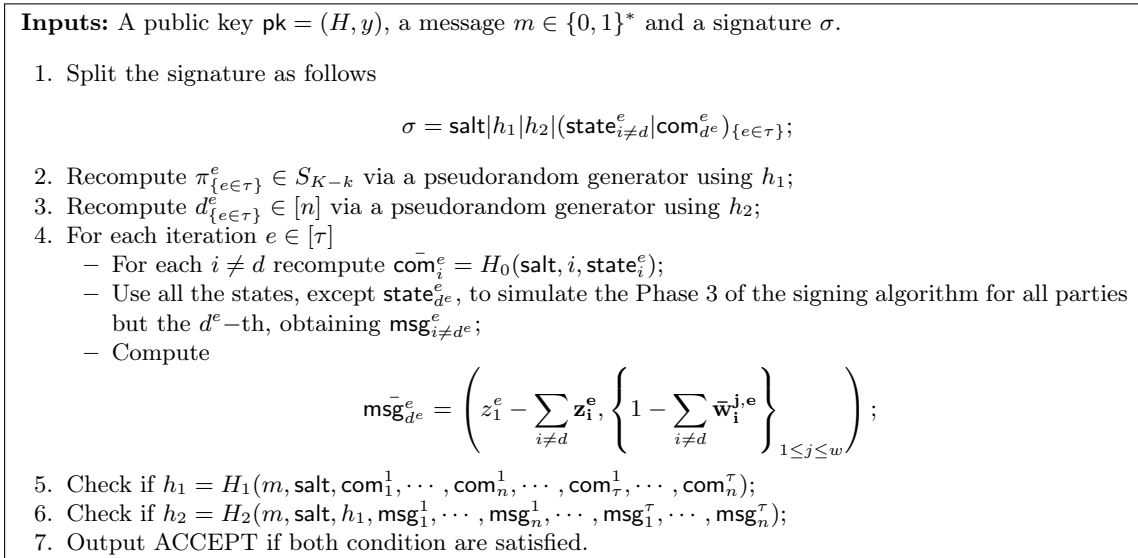 Inputs: A public key pk = (H, y), a message m ∈ {0, 1}* and a signature σ.
1. Split the signature as follows
σ = salt|h₁|h₂|(state^e_{i≠d}|com^e_{d^e})_{{e∈τ}};
2. Recompute π^e_{{e∈τ}} ∈ S_{K−k} via a pseudorandom generator using h₁;
3. Recompute d^e_{{e∈τ}} ∈ [n] via a pseudorandom generator using h₂;
4. For each iteration e ∈ [τ]
– For each i ≠ d recompute com̄^e_i = H₀(salt, i, state^e_i);
– Use all the states, except state^e_{d^e}, to simulate the Phase 3 of the signing algorithm for all parties
but the d^e−th, obtaining msg^e_{i≠d^e};
– Compute
msḡ^e_{d^e} = ( z^e_1 − ∑_{i≠d} z^e_i, { 1 − ∑_{i≠d} w̄^{j,e}_i }_{1≤j≤w} ) ;
5. Check if h₁ = H₁(m, salt, com^1_1, ⋯ , com^1_n, ⋯ , com^1_τ, ⋯ , com^τ_n);
6. Check if h₂ = H₂(m, salt, h₁, msg^1_1, ⋯ , msg^1_n, ⋯ , msg^τ_1, ⋯ , msg^τ_n);
7. Output ACCEPT if both condition are satisfied.